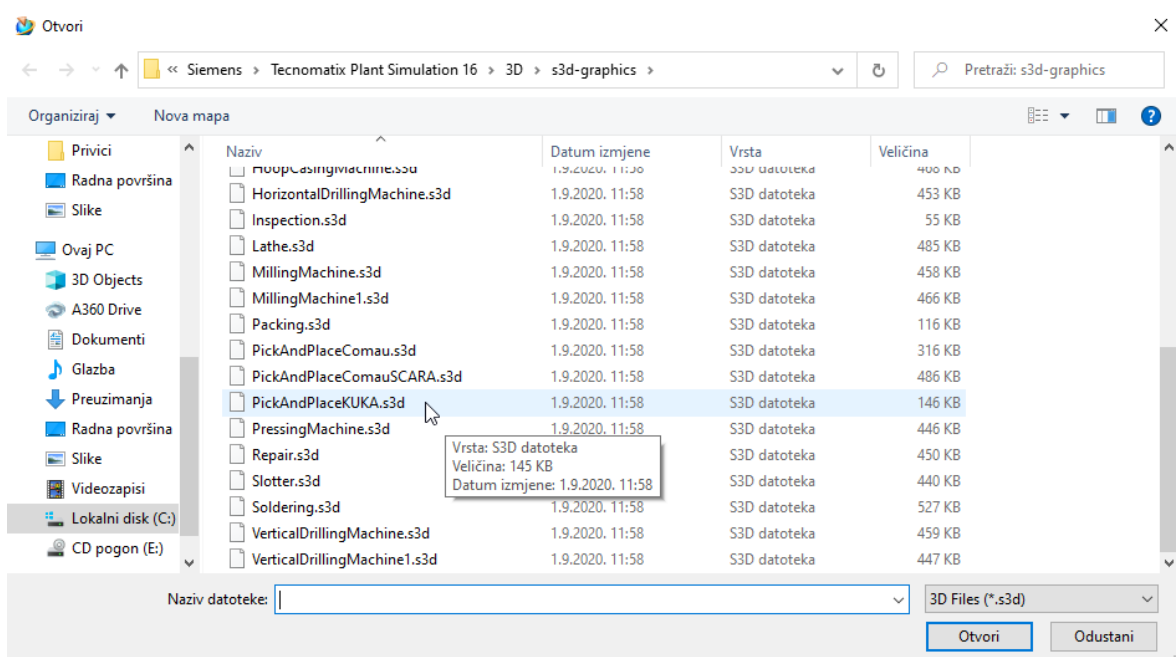 Otvori
« Siemens > Tecnomatix Plant Simulation 16 > 3D > s3d-graphics >
Pretraži: s3d-graphics
Organiziraj Nova mapa
Privici
Radna površina
Slike
Ovaj PC
3D Objects
A360 Drive
Dokumenti
Glazba
Preuzimanja
Radna površina
Slike
Videozapisi
Lokalni disk (C:)
CD pogon (E:)
Naziv Datum izmjene Vrsta Veličina
HoopCasingMachine.s3d 1.9.2020. 11:58 S3D datoteka 468 KB
HorizontalDrillingMachine.s3d 1.9.2020. 11:58 S3D datoteka 453 KB
Inspection.s3d 1.9.2020. 11:58 S3D datoteka 55 KB
Lathe.s3d 1.9.2020. 11:58 S3D datoteka 485 KB
MillingMachine.s3d 1.9.2020. 11:58 S3D datoteka 458 KB
MillingMachine1.s3d 1.9.2020. 11:58 S3D datoteka 466 KB
Packing.s3d 1.9.2020. 11:58 S3D datoteka 116 KB
PickAndPlaceComau.s3d 1.9.2020. 11:58 S3D datoteka 316 KB
PickAndPlaceComauSCARA.s3d 1.9.2020. 11:58 S3D datoteka 486 KB
PickAndPlaceKUKA.s3d 1.9.2020. 11:58 S3D datoteka 146 KB
PressingMachine.s3d 1.9.2020. 11:58 S3D datoteka 446 KB
Repair.s3d S3D datoteka 450 KB
Slotter.s3d S3D datoteka 440 KB
Soldering.s3d 1.9.2020. 11:58 S3D datoteka 527 KB
VerticalDrillingMachine.s3d 1.9.2020. 11:58 S3D datoteka 459 KB
VerticalDrillingMachine1.s3d 1.9.2020. 11:58 S3D datoteka 447 KB
Vrsta: S3D datoteka
Veličina: 145 KB
Datum izmjene: 1.9.2020. 11:58
Naziv datoteke:
3D Files (*.s3d)
Otvori Odustani